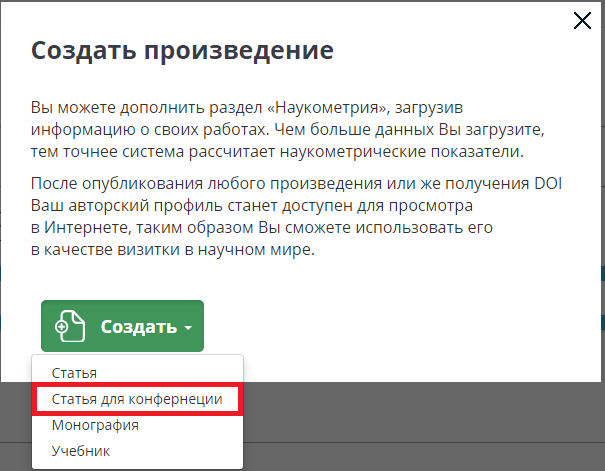 Создать произведение
Вы можете дополнить раздел «Наукометрия», загрузив
информацию о своих работах. Чем больше данных Вы загрузите,
тем точнее система рассчитает наукометрические показатели.
После опубликования любого произведения или же получения DOI
Ваш авторский профиль станет доступен для просмотра
в Интернете, таким образом Вы сможете использовать его
в качестве визитки в научном мире.
Создать
Статья
Статья для конфернеции
Монография
Учебник